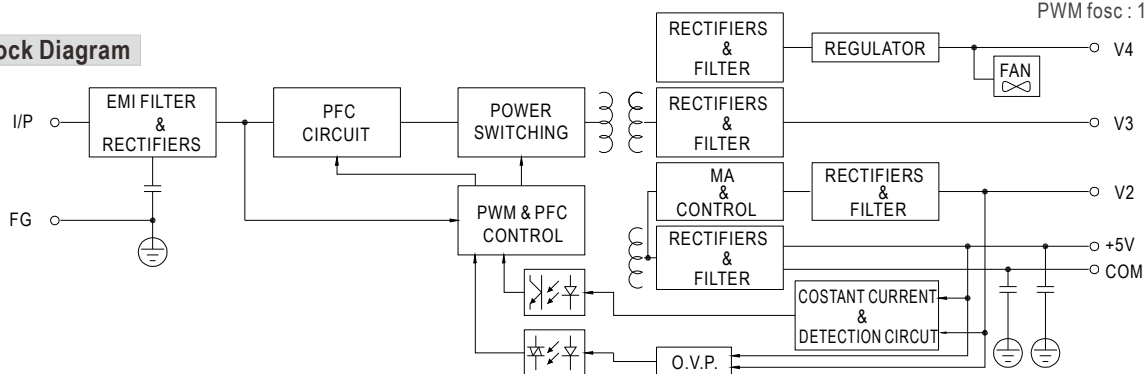 PWM fosc : 1
ock Diagram
RECTIFIERS
&
FILTER
REGULATOR
V4
FAN
I/P
EMI FILTER
&
RECTIFIERS
PFC
CIRCUIT
POWER
SWITCHING
RECTIFIERS
&
FILTER
V3
MA
&
CONTROL
RECTIFIERS
&
FILTER
V2
FG
PWM & PFC
CONTROL
RECTIFIERS
&
FILTER
+5V
COM
COSTANT CURRENT
&
DETECTION CIRCUT
O.V.P.